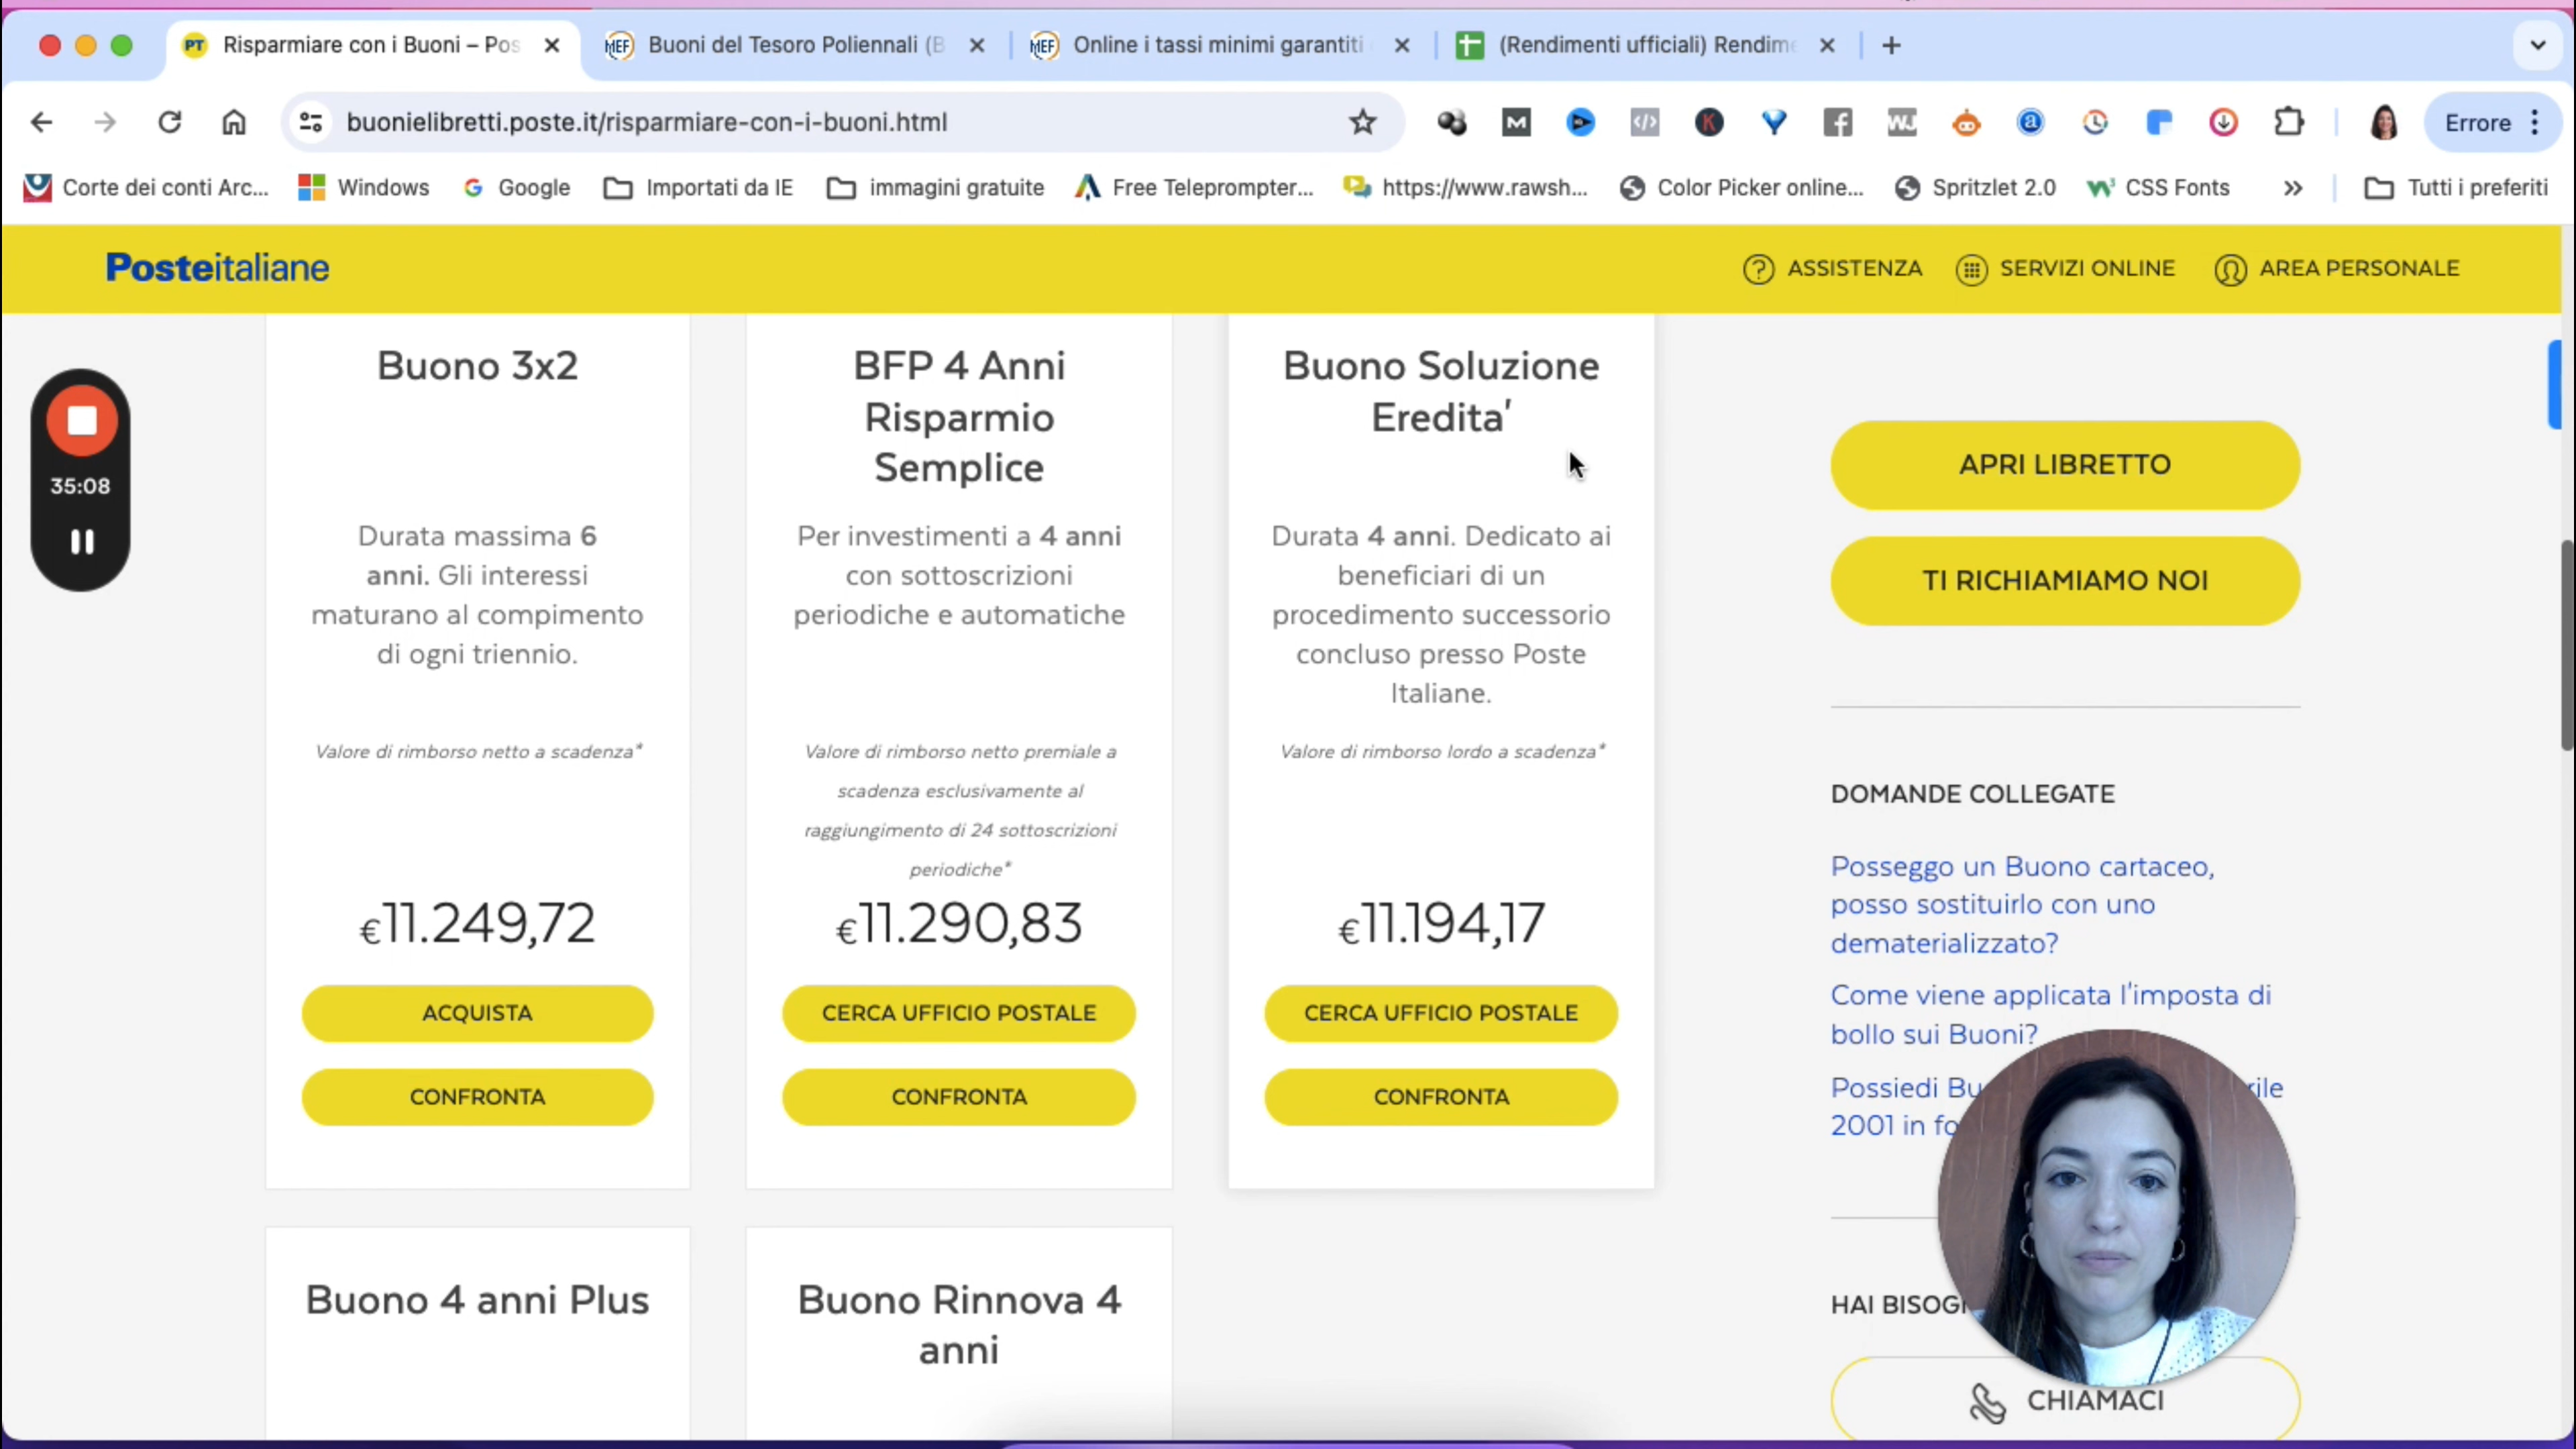 Risparmiare con i Buoni – Pos
Buoni del Tesoro Poliennali (B
Online i tassi minimi garantiti
(Rendimenti ufficiali) Rendim
buonielibretti.poste.it/risparmiare-con-i-buoni.html
Errore
Corte dei conti Arc...
Windows
Google
Importati da IE
immagini gratuite
Free Teleprompter...
https://www.rawsh...
Color Picker online...
Spritzlet 2.0
CSS Fonts
Tutti i preferiti
Posteitaliane
ASSISTENZA
SERVIZI ONLINE
AREA PERSONALE
35:08
Buono 3x2
Durata massima 6
anni. Gli interessi
maturano al compimento
di ogni triennio.
Valore di rimborso netto a scadenza*
€11.249,72
ACQUISTA
CONFRONTA
BFP 4 Anni
Risparmio
Semplice
Per investimenti a 4 anni
con sottoscrizioni
periodiche e automatiche
Valore di rimborso netto premiale a
scadenza esclusivamente al
raggiungimento di 24 sottoscrizioni
periodiche*
€11.290,83
CERCA UFFICIO POSTALE
CONFRONTA
Buono Soluzione
Eredita'
Durata 4 anni. Dedicato ai
beneficiari di un
procedimento successorio
concluso presso Poste
Italiane.
Valore di rimborso lordo a scadenza*
€11.194,17
CERCA UFFICIO POSTALE
CONFRONTA
Buono 4 anni Plus
Buono Rinnova 4
anni
APRI LIBRETTO
TI RICHIAMIAMO NOI
DOMANDE COLLEGATE
Posseggo un Buono cartaceo,
posso sostituirlo con uno
dematerializzato?
Come viene applicata l'imposta di
bollo sui Buoni?
Possiedi Bu rile
2001 in fo
HAI BISOG
CHIAMACI